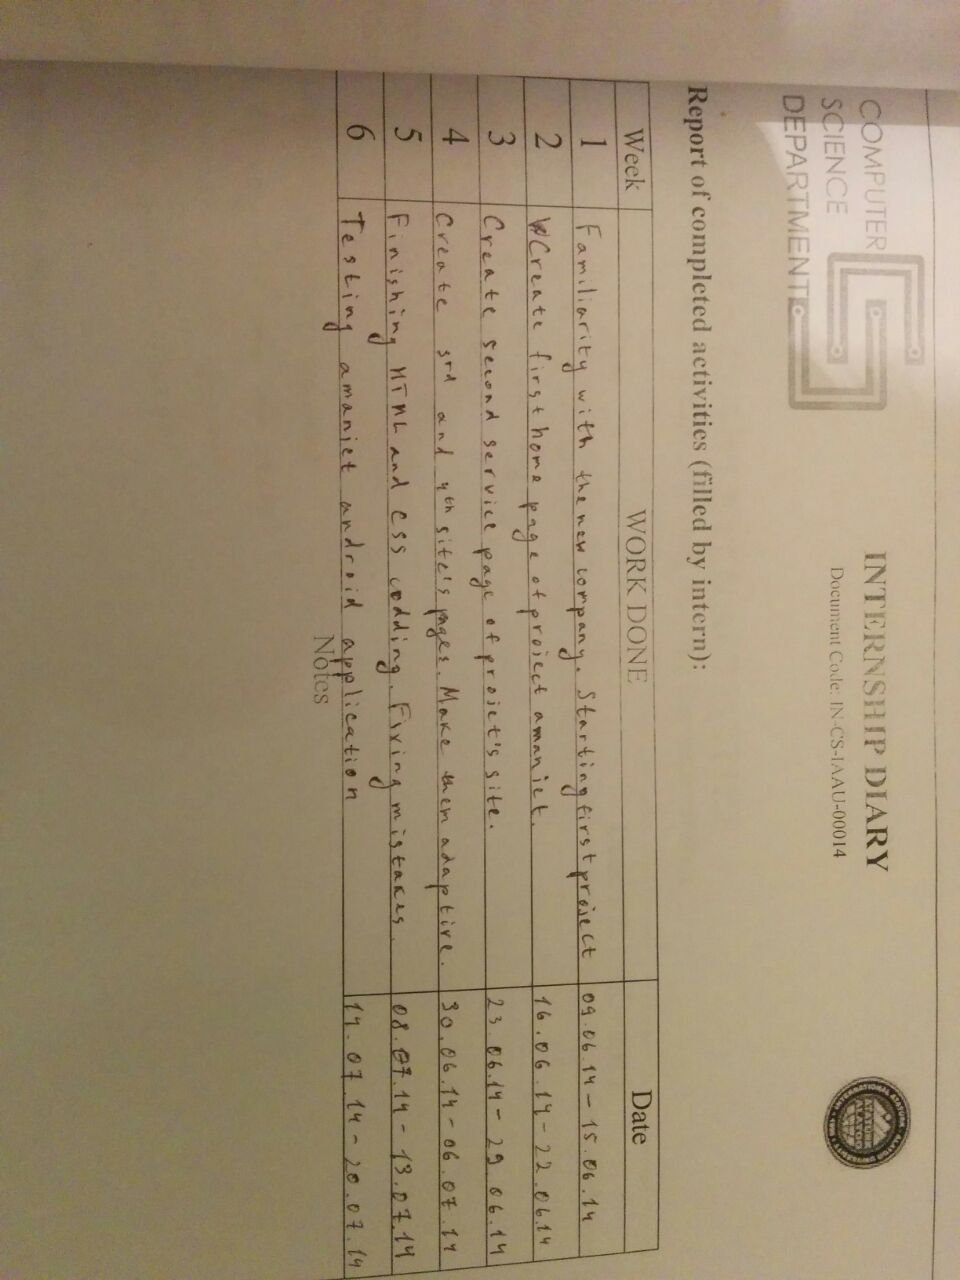 COMPUTER
SCIENCE
DEPARTMENT
INTERNSHIP DIARY
Document Code: IN-CS-IAAU-00014
Report of completed activities (filled by intern):
Week WORK DONE Date
1 Familiarity with the new company. Starting first project 09.06.14 – 15.06.14
2 Create first home page of project amanjet. 16.06.14 – 22.06.14
3 Create second service page of projct's site. 23.06.14 – 29.06.14
4 Create 3rd and 4th site's pages. Make them adaptive. 30.06.14 - 06.07.14
5 Finishing HTML and CSS codding. Fixing mistakes. 08.07.14 - 13.07.14
6 Testing amanjet android application 14.07.14 - 20.07.14
Notes